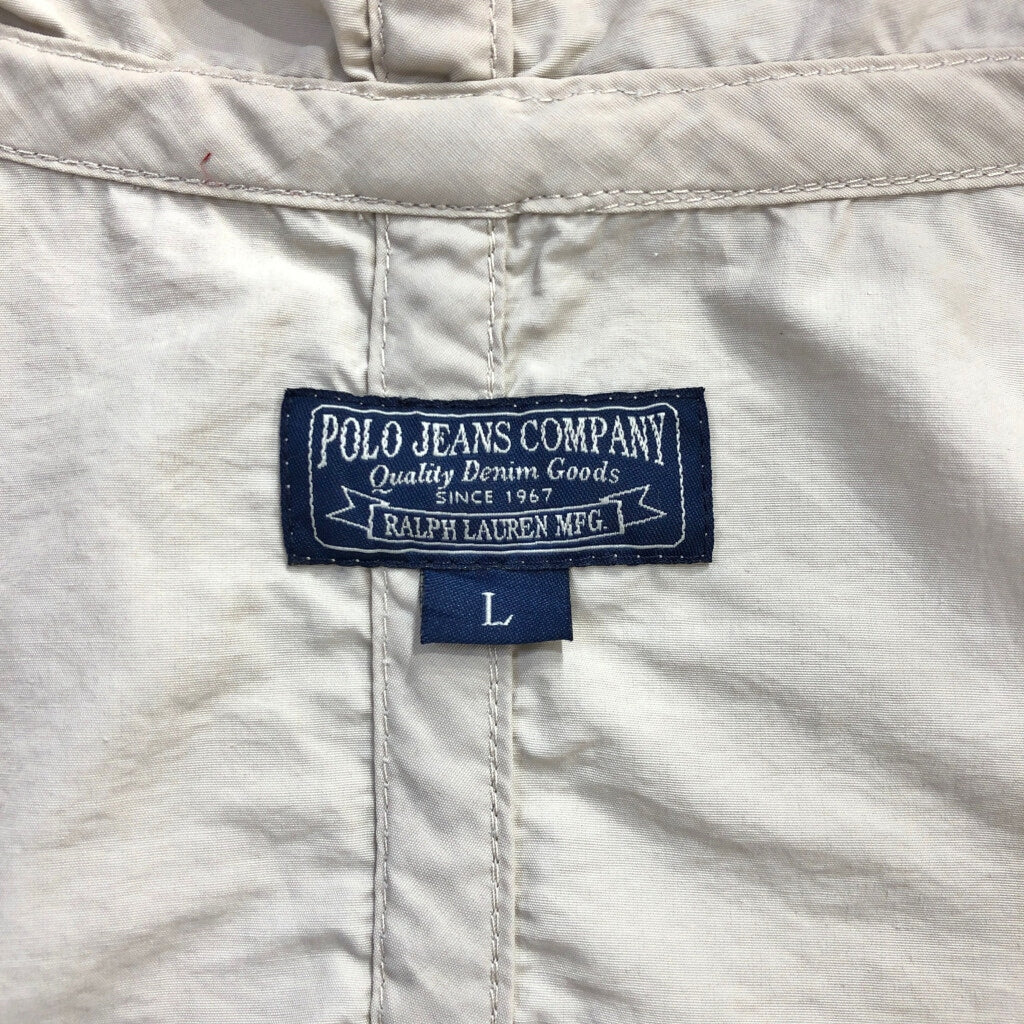 POLO JEANS COMPANY
Quality Denim Goods
SINCE 1967
RALPH LAUREN MFG.
L